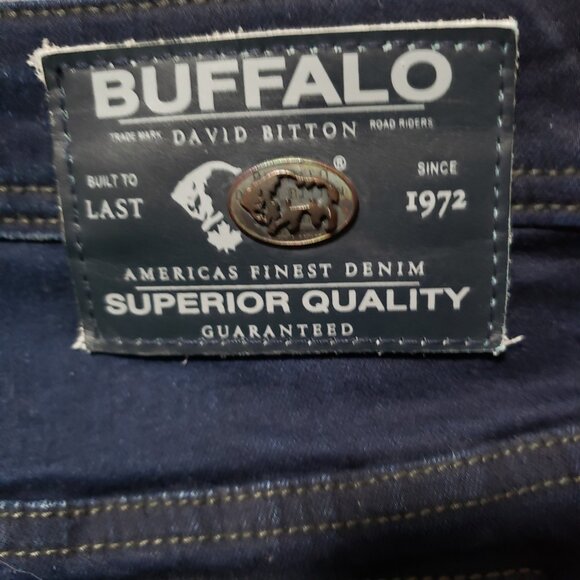 BUFFALO
TRADE MARK DAVID BITTON ROAD RIDERS
BUILT TO
LAST
®
SINCE
1972
AMERICAS FINEST DENIM
SUPERIOR QUALITY
GUARANTEED